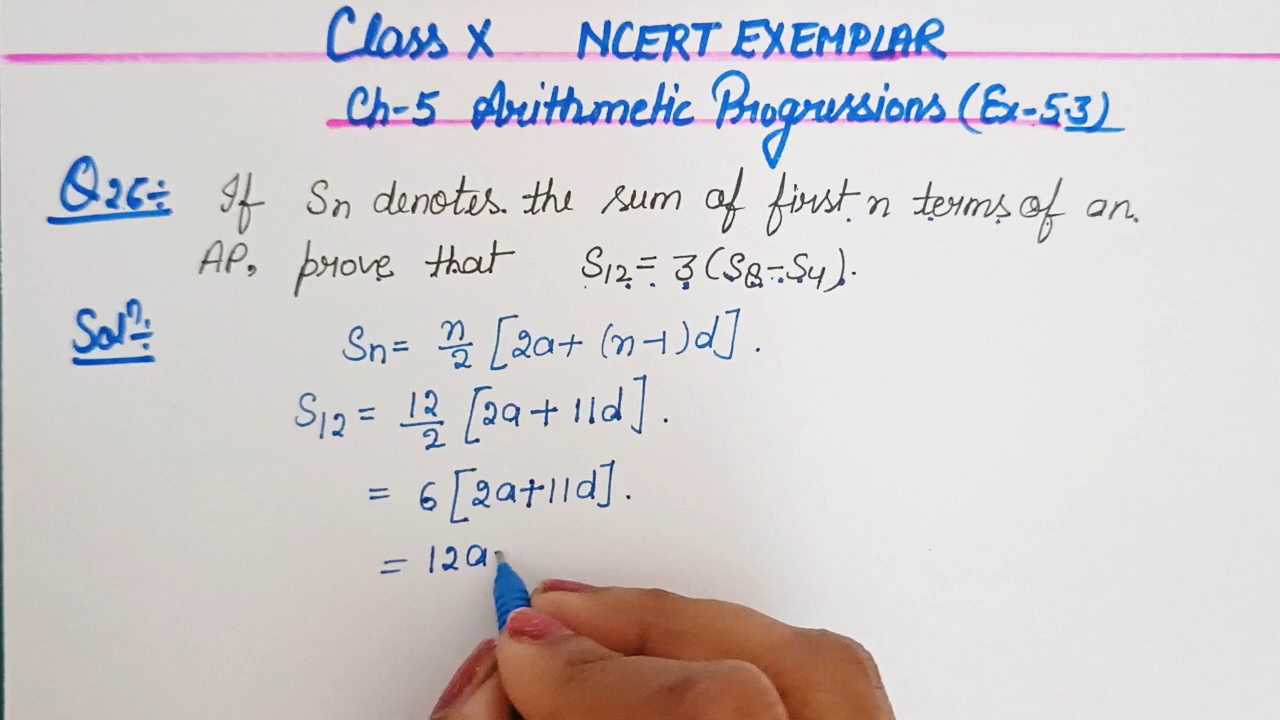 Class X NCERT EXEMPLAR
Ch-5 Arithmetic Progressions (Ex-5.3)
Q26÷ If Sn denotes the sum of first n terms of an
AP, prove that S12 = 3(S8-S4).
Solⁿ÷ Sn = n/2 [2a+ (n-1)d].
S12 = 12/2 [2a+ 11d].
= 6[2a+11d].
= 12a